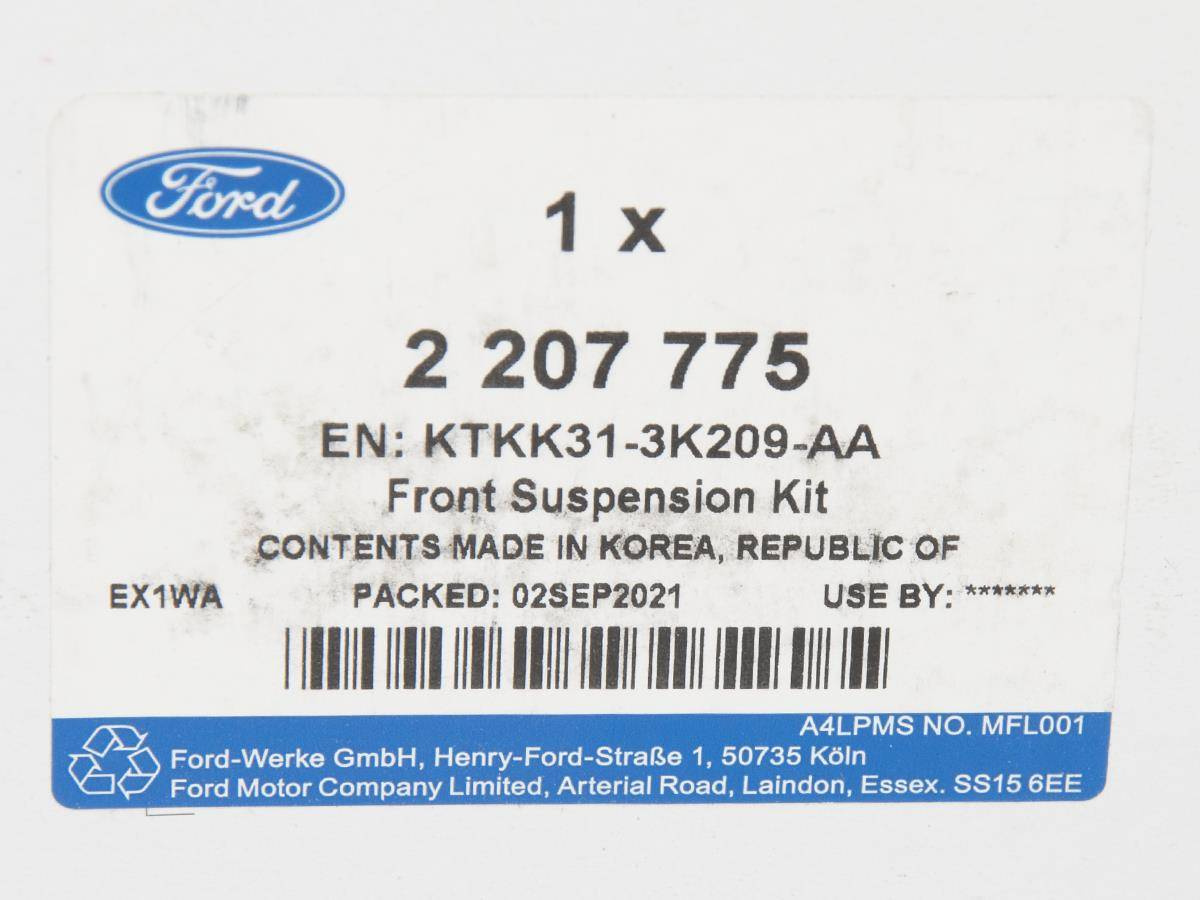 Ford
1 x
2 207 775
EN: KTKK31-3K209-AA
Front Suspension Kit
CONTENTS MADE IN KOREA, REPUBLIC OF
EX1WA PACKED: 02SEP2021 USE BY: *******
A4LPMS NO. MFL001
Ford-Werke GmbH, Henry-Ford-Straße 1, 50735 Köln
Ford Motor Company Limited, Arterial Road, Laindon, Essex. SS15 6EE